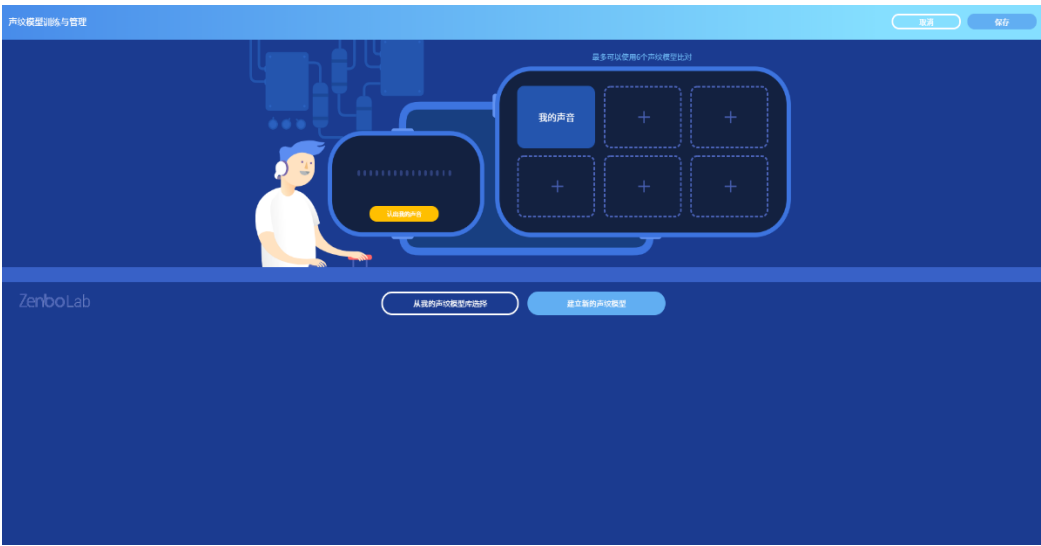 声纹模型训练与管理
取消
保存
最多可以使用6个声纹模型比对
我的声音
认出我的声音
ZenboLab
从我的声纹模型库选择
建立新的声纹模型